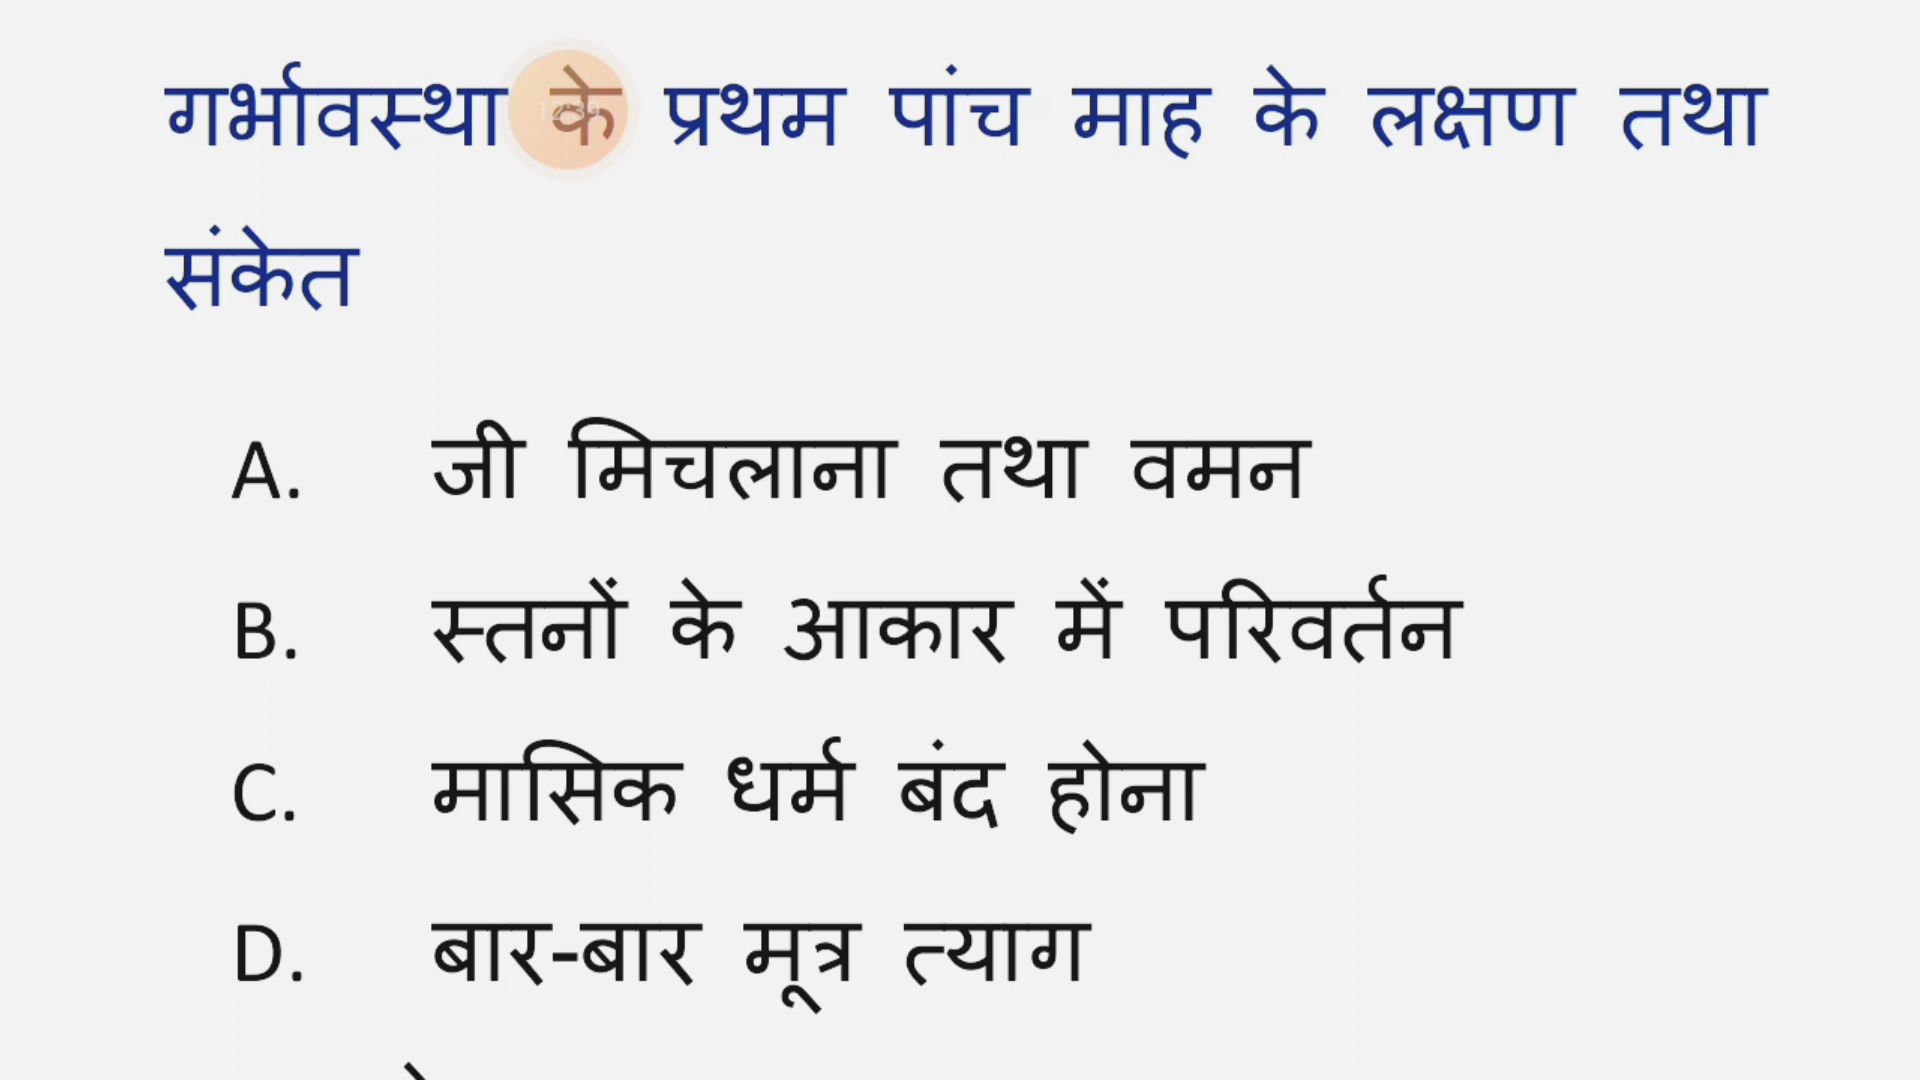 गर्भावस्था के प्रथम पांच माह के लक्षण तथा
संकेत
A. जी मिचलाना तथा वमन
B. स्तनों के आकार में परिवर्तन
C. मासिक धर्म बंद होना
D. बार-बार मूत्र त्याग